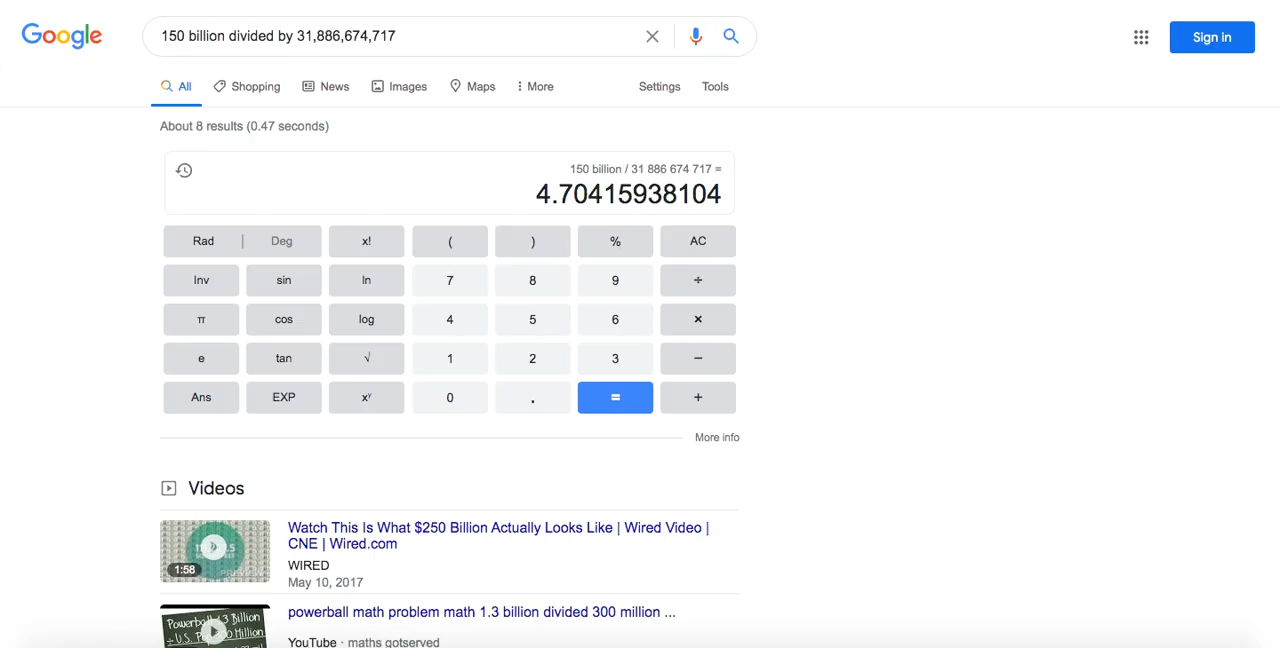 Google
150 billion divided by 31,886,674,717
Sign in
All Shopping News Images Maps More Settings Tools
About 8 results (0.47 seconds)
150 billion / 31 886 674 717 =
4.70415938104
Rad | Deg x! ( ) % AC
Inv sin ln 7 8 9 ÷
π cos log 4 5 6 ×
e tan √ 1 2 3 −
Ans EXP xʸ 0 . = +
More info
Videos
Watch This Is What $250 Billion Actually Looks Like | Wired Video |
CNE | Wired.com
WIRED
May 10, 2017
1:58
powerball math problem math 1.3 billion divided 300 million ...
YouTube · maths gotserved